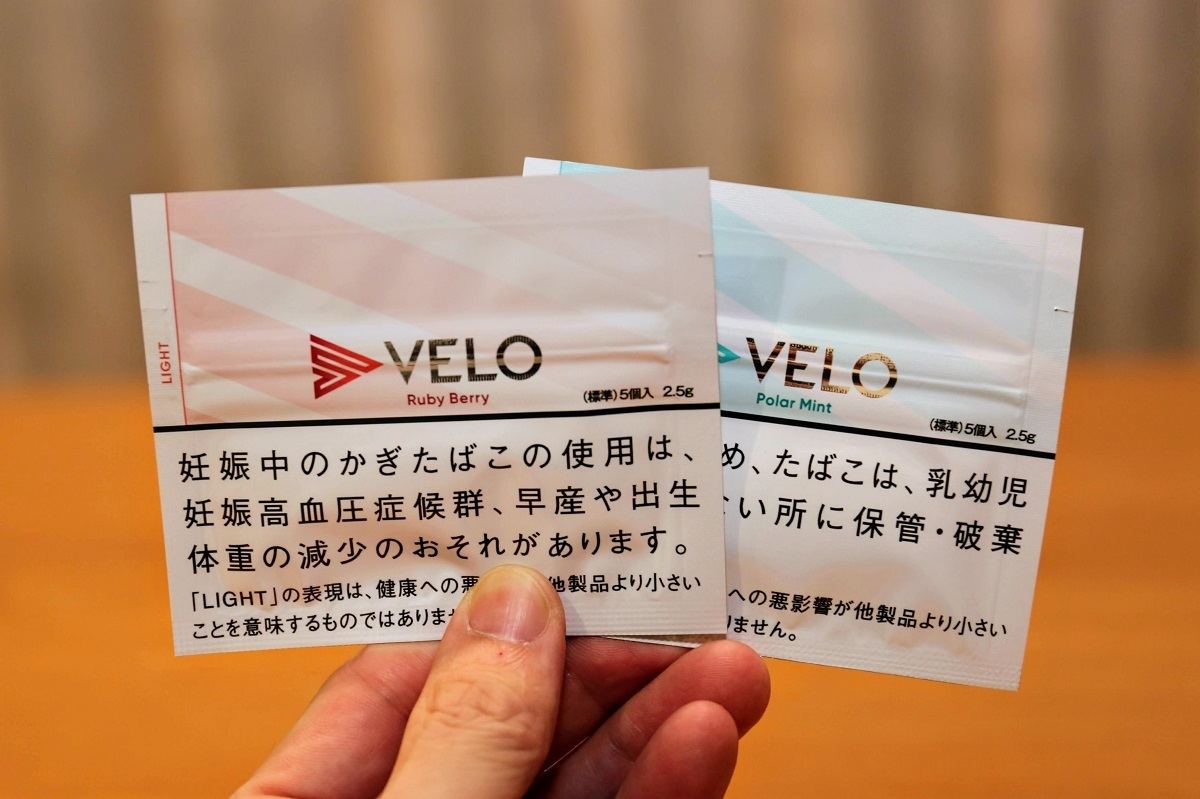 LIGHT
VELO
Ruby Berry
(標準)5個入 2.5g
妊娠中のかぎたばこの使用は、
妊娠高血圧症候群、早産や出生
体重の減少のおそれがあります。
「LIGHT」の表現は、健康への悪 他製品より小さい
ことを意味するものではありませ
VELO
Polar Mint
(標準)5個入 2.5g
め、たばこは、乳幼児
い所に保管・破棄
への悪影響が他製品より小さい
りません。